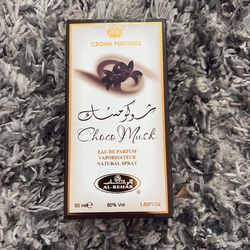 CROWN PERFUMES
شوكو مسك
Choco Musk
EAU DE PARFUM
VAPORISATEUR
NATURAL SPRAY
AL-REHAB
50 ml e 80% Vol 1.65Fl.Oz